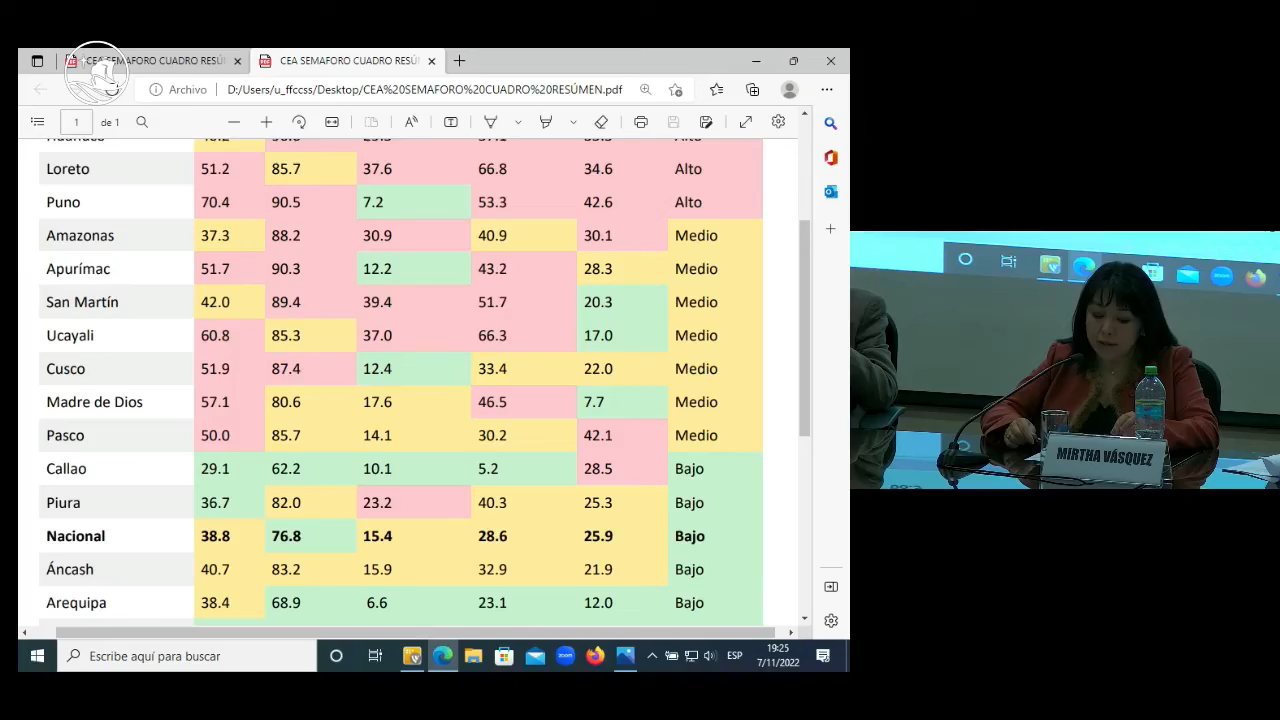 CEA SEMAFORO CUADRO RESÚ
CEA SEMAFORO CUADRO RESÚ
Archivo D:/Users/u_ffccss/Desktop/CEA%20SEMAFORO%20CUADRO%20RESÚMEN.pdf
1 de 1
Loreto 51.2 85.7 37.6 66.8 34.6 Alto
Puno 70.4 90.5 7.2 53.3 42.6 Alto
Amazonas 37.3 88.2 30.9 40.9 30.1 Medio
Apurímac 51.7 90.3 12.2 43.2 28.3 Medio
San Martín 42.0 89.4 39.4 51.7 20.3 Medio
Ucayali 60.8 85.3 37.0 66.3 17.0 Medio
Cusco 51.9 87.4 12.4 33.4 22.0 Medio
Madre de Dios 57.1 80.6 17.6 46.5 7.7 Medio
Pasco 50.0 85.7 14.1 30.2 42.1 Medio
Callao 29.1 62.2 10.1 5.2 28.5 Bajo
Piura 36.7 82.0 23.2 40.3 25.3 Bajo
Nacional 38.8 76.8 15.4 28.6 25.9 Bajo
Áncash 40.7 83.2 15.9 32.9 21.9 Bajo
Arequipa 38.4 68.9 6.6 23.1 12.0 Bajo
Escribe aquí para buscar
zoom
ESP
19:25
7/11/2022
MIRTHA VÁSQUEZ